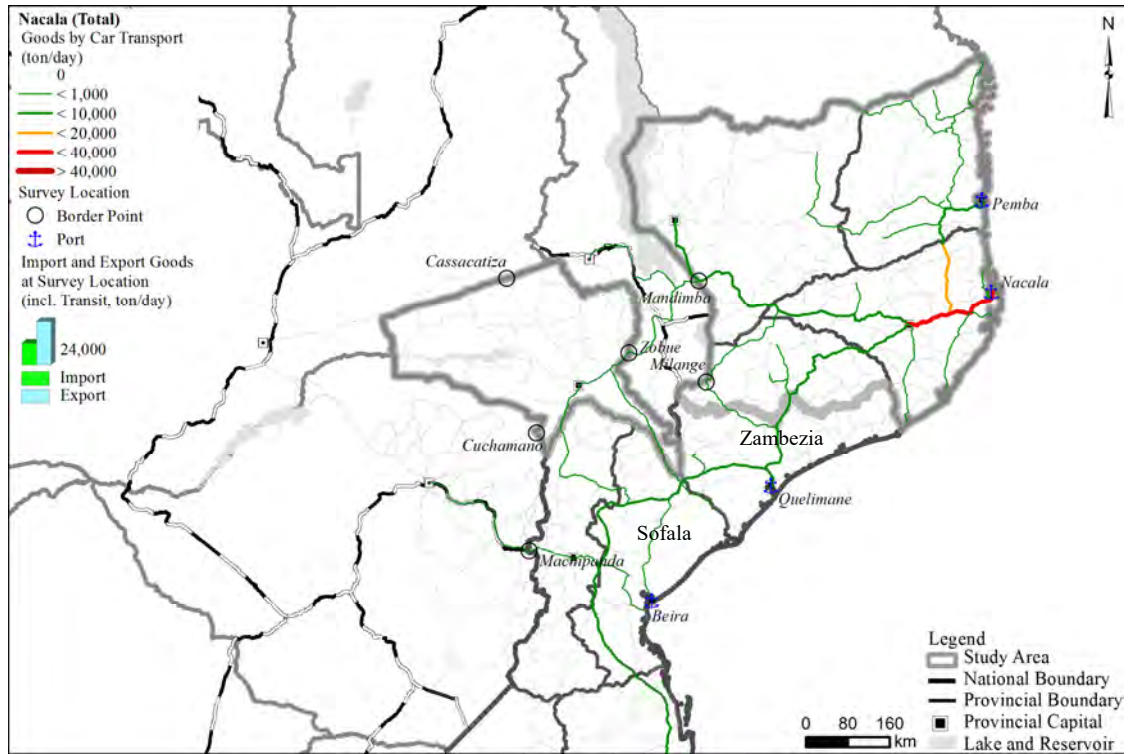 Nacala (Total)
Goods by Car Transport
(ton/day)
0
< 1,000
< 10,000
< 20,000
< 40,000
> 40,000
Survey Location
Border Point
Port
Import and Export Goods
at Survey Location
(incl. Transit, ton/day)
24,000
Import
Export
N
Pemba
Nacala
Cassacatiza
Mandimba
Zobue
Milange
Cuchamano
Zambezia
Quelimane
Sofala
Machipanda
Beira
Legend
Study Area
National Boundary
Provincial Boundary
Provincial Capital
Lake and Reservoir
0 80 160
km